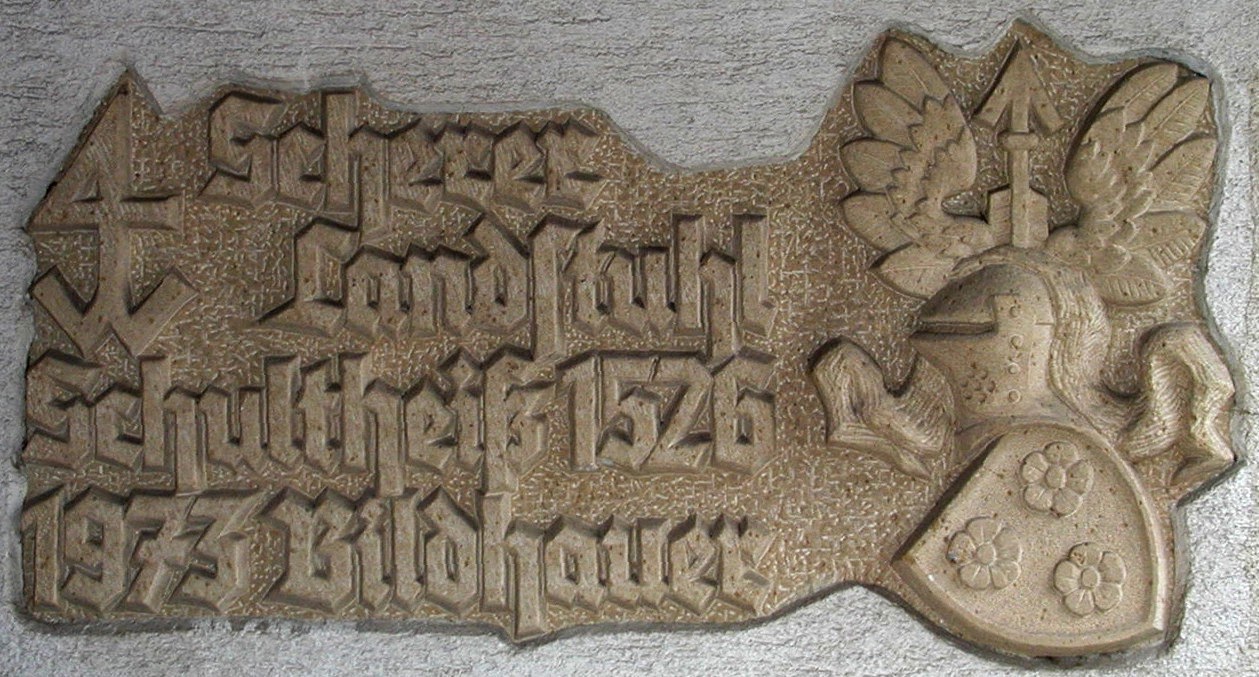 Scherer
Landstuhl
Schultheiß 1526
1973 Bildhauer